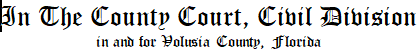 In The County Court, Civil Division
in and for Volusia County, Florida